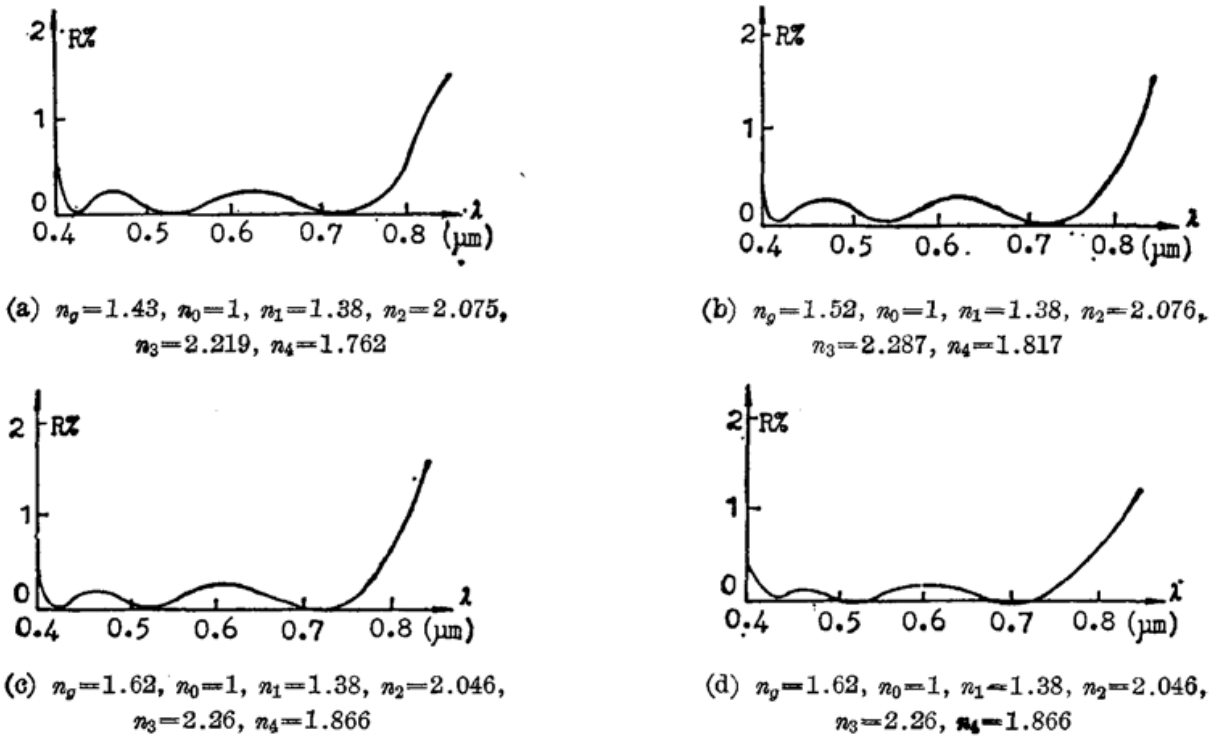 2 R%
1
0
0.4 0.5 0.6 0.7 0.8 (μm) λ
(a) n_g=1.43, n_0=1, n_1=1.38, n_2=2.075,
n_3=2.219, n_4=1.762
2 R%
1
0
0.4 0.5 0.6 0.7 0.8 (μm) λ
(b) n_g=1.52, n_0=1, n_1=1.38, n_2=2.076,
n_3=2.287, n_4=1.817
2 R%
1
0
0.4 0.5 0.6 0.7 0.8 (μm) λ
(c) n_g=1.62, n_0=1, n_1=1.38, n_2=2.046,
n_3=2.26, n_4=1.866
2 R%
1
0
0.4 0.5 0.6 0.7 0.8 (μm) λ
(d) n_g=1.62, n_0=1, n_1=1.38, n_2=2.046,
n_3=2.26, n_4=1.866